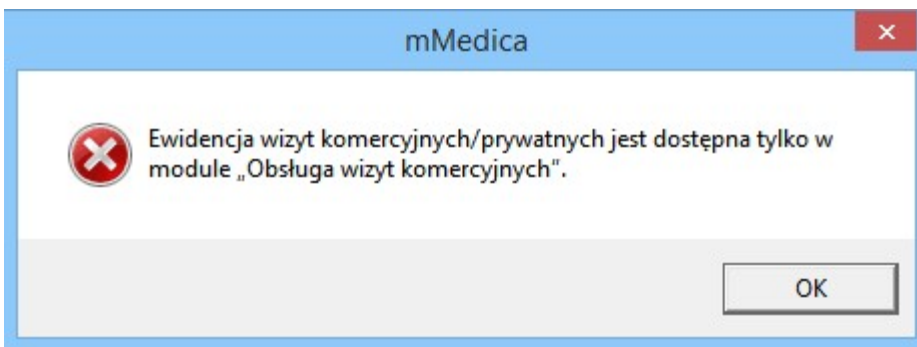 mMedica
Ewidencja wizyt komercyjnych/prywatnych jest dostępna tylko w
module „Obsługa wizyt komercyjnych”.
OK